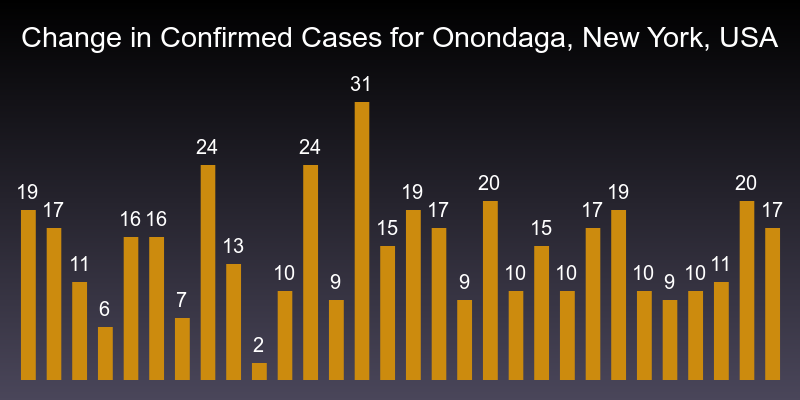 Change in Confirmed Cases for Onondaga, New York, USA
19 17 11 6 16 16 7 24 13 2 10 24 9 31 15 19 17 9 20 10 15 10 17 19 10 9 10 11 20 17